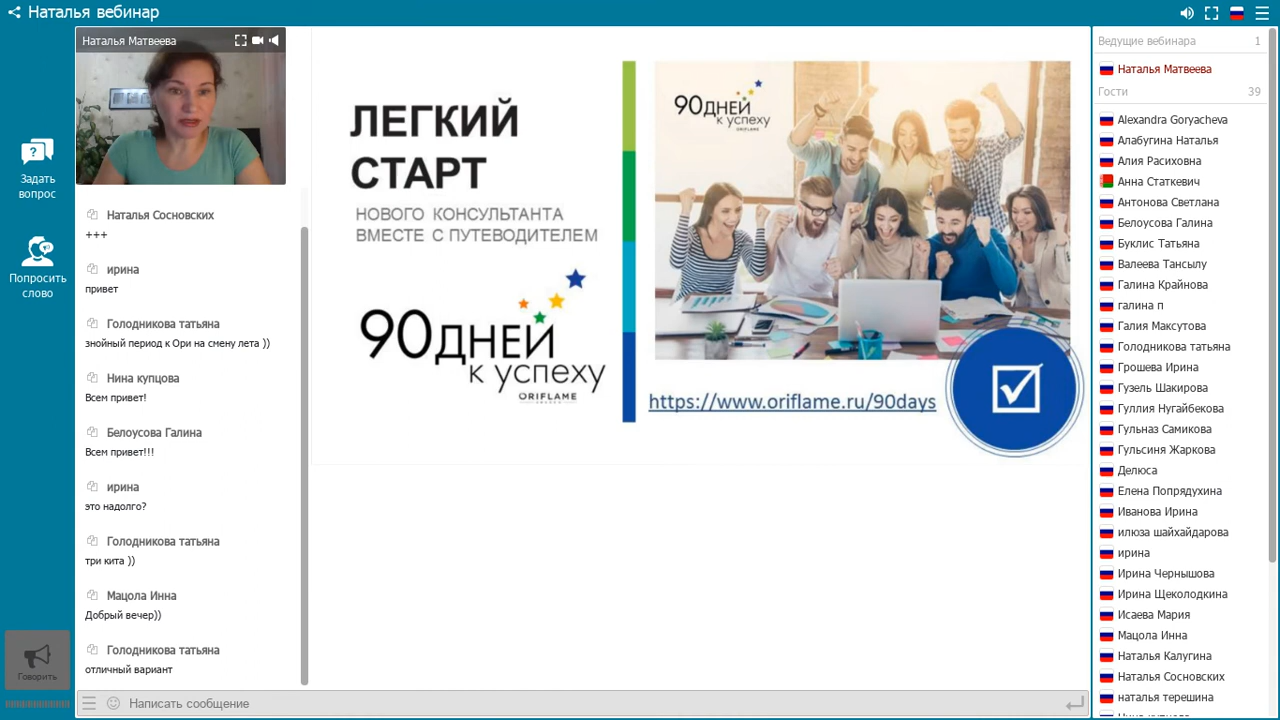 Наталья вебинар
Задать
вопрос
Попросить
слово
Говорить
Наталья Матвеева
Наталья Сосновских
+++
ирина
привет
Голодникова татьяна
знойный период к Ори на смену лета ))
Нина купцова
Всем привет!
Белоусова Галина
Всем привет!!!
ирина
это надолго?
Голодникова татьяна
три кита ))
Мацола Инна
Добрый вечер))
Голодникова татьяна
отличный вариант
Написать сообщение
ЛЕГКИЙ
СТАРТ
НОВОГО КОНСУЛЬТАНТА
ВМЕСТЕ С ПУТЕВОДИТЕЛЕМ
90 ДНЕЙ
к успеху
ORIFLAME
90 ДНЕЙ
к успеху
ORIFLAME
https://www.oriflame.ru/90days
Ведущие вебинара 1
Наталья Матвеева
Гости 39
Alexandra Goryacheva
Алабугина Наталья
Алия Расиховна
Анна Статкевич
Антонова Светлана
Белоусова Галина
Буклис Татьяна
Валеева Тансылу
Галина Крайнова
галина п
Галия Максутова
Голодникова татьяна
Грошева Ирина
Гузель Шакирова
Гуллия Нугайбекова
Гульназ Самикова
Гульсиня Жаркова
Делюса
Елена Попрядухина
Иванова Ирина
илюза шайхайдарова
ирина
Ирина Чернышова
Ирина Щеколодкина
Исаева Мария
Мацола Инна
Наталья Калугина
Наталья Сосновских
наталья терешина